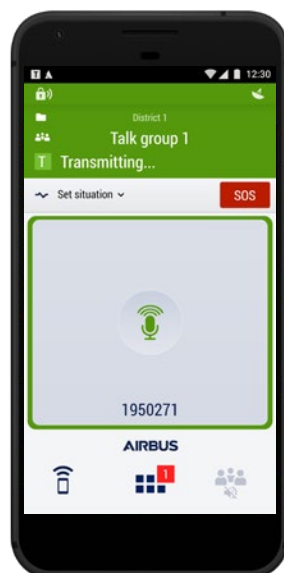 12:30
District 1
Talk group 1
T Transmitting...
Set situation
SOS
1950271
AIRBUS
1